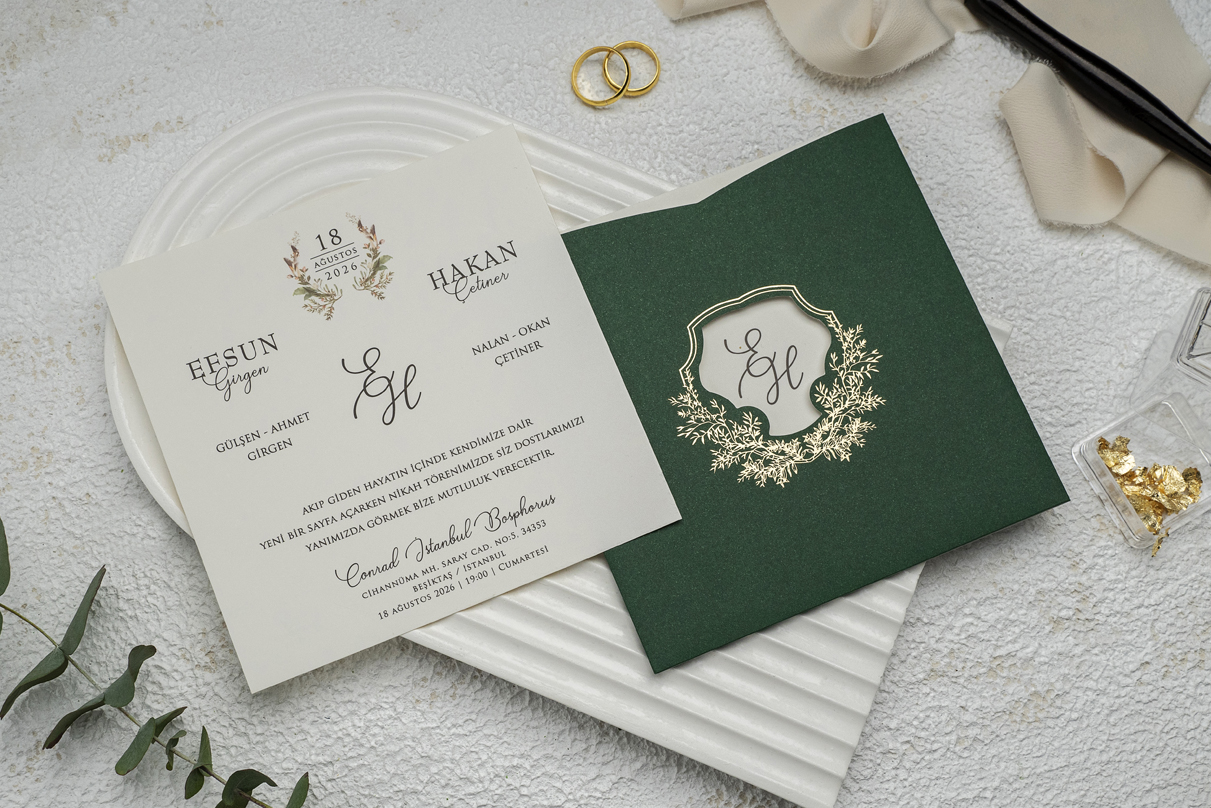 18
AĞUSTOS
2026
EFSUN
Girgen
HAKAN
Çetiner
GÜLŞEN - AHMET
GİRGEN
EH
NALAN - OKAN
ÇETİNER
AKIP GİDEN HAYATIN İÇİNDE KENDİMİZE DAİR
YENİ BİR SAYFA AÇARKEN NİKAH TÖRENİMİZDE SİZ DOSTLARIMIZI
YANIMIZDA GÖRMEK BİZE MUTLULUK VERECEKTİR.
Conrad İstanbul Bosphorus
CİHANNÜMA MH. SARAY CAD. NO:5, 34353
BEŞİKTAŞ / İSTANBUL
18 AĞUSTOS 2026 | 19:00 | CUMARTESİ
EH